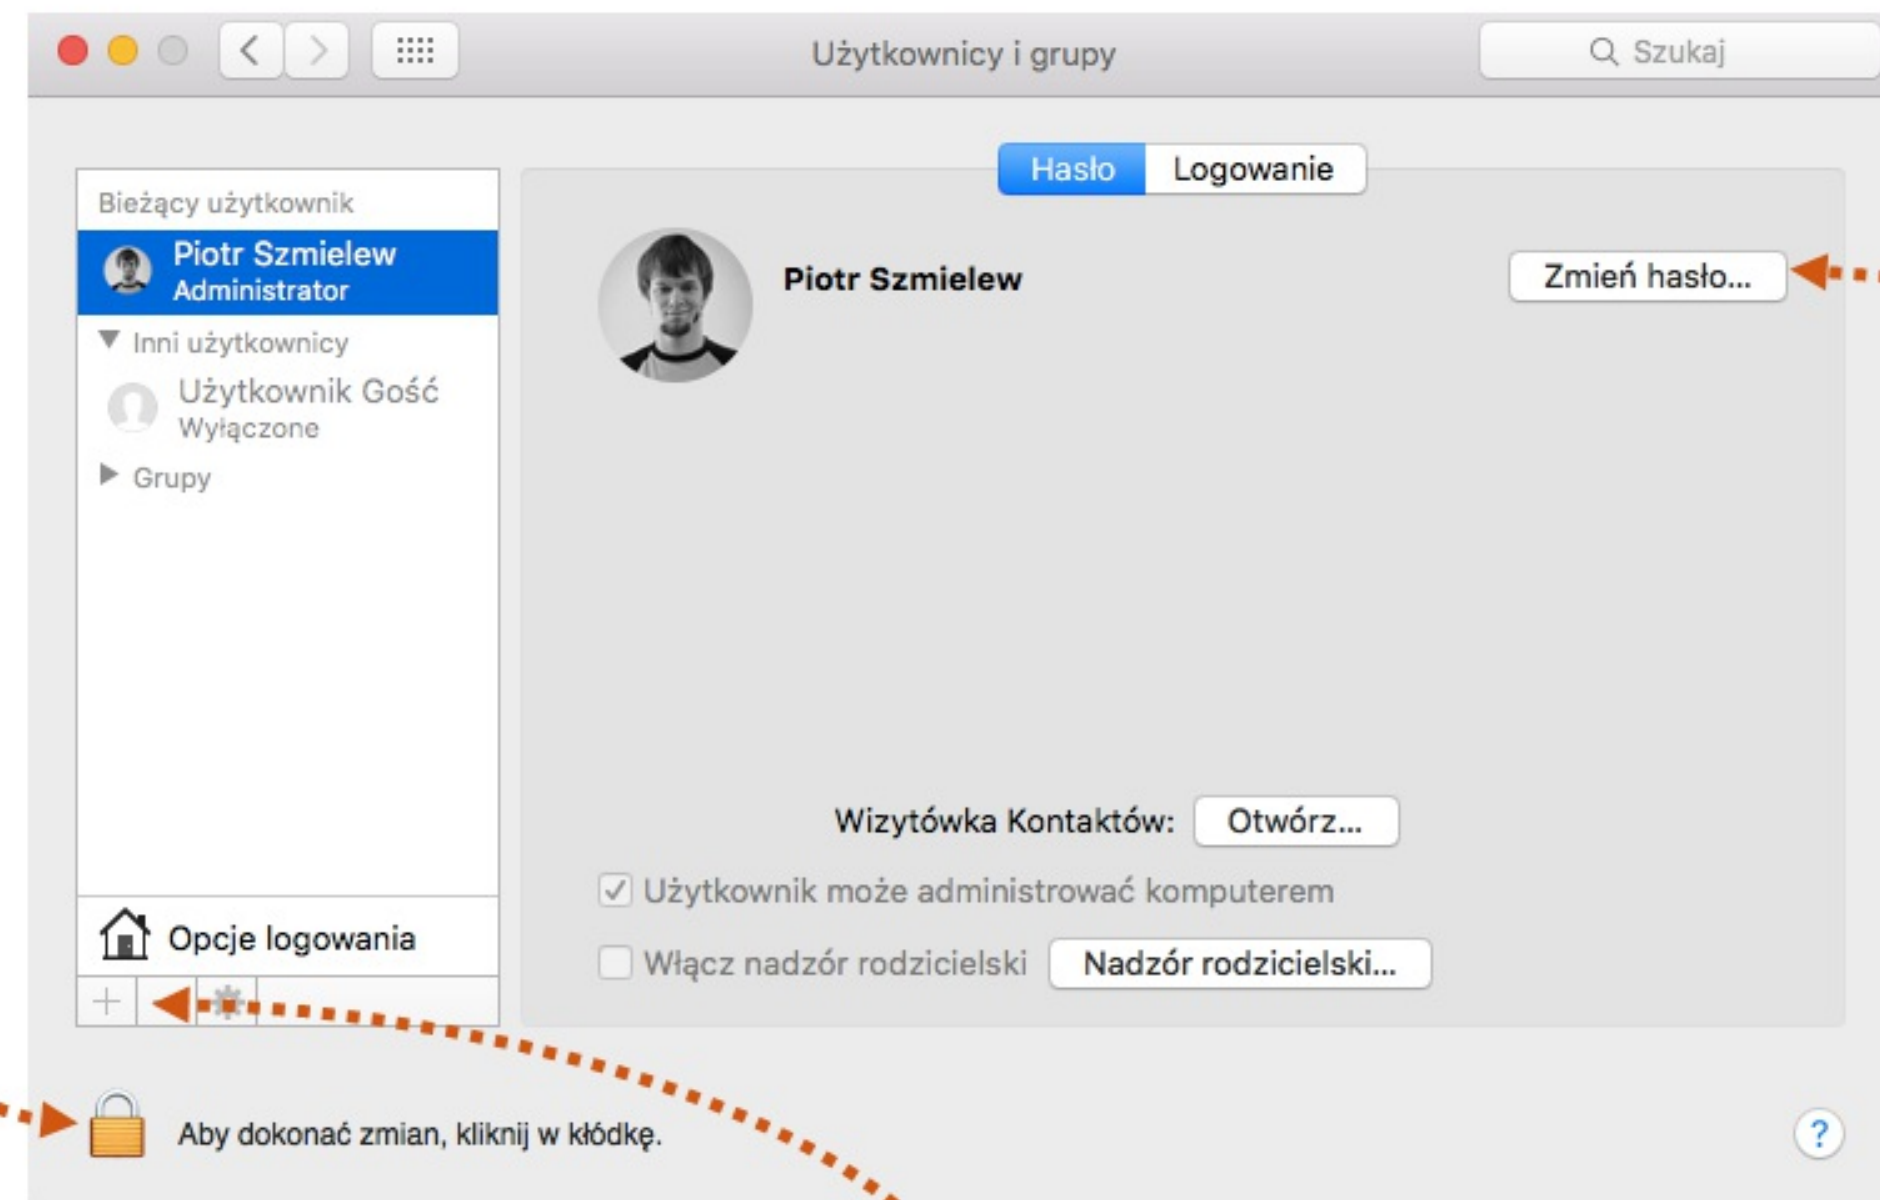 Użytkownicy i grupy
Szukaj
Hasło Logowanie
Bieżący użytkownik
Piotr Szmielew
Administrator
Inni użytkownicy
Użytkownik Gość
Wyłączone
Grupy
Opcje logowania
Piotr Szmielew
Zmień hasło...
Wizytówka Kontaktów: Otwórz...
Użytkownik może administrować komputerem
Włącz nadzór rodzicielski Nadzór rodzicielski...
Aby dokonać zmian, kliknij w kłódkę.
?